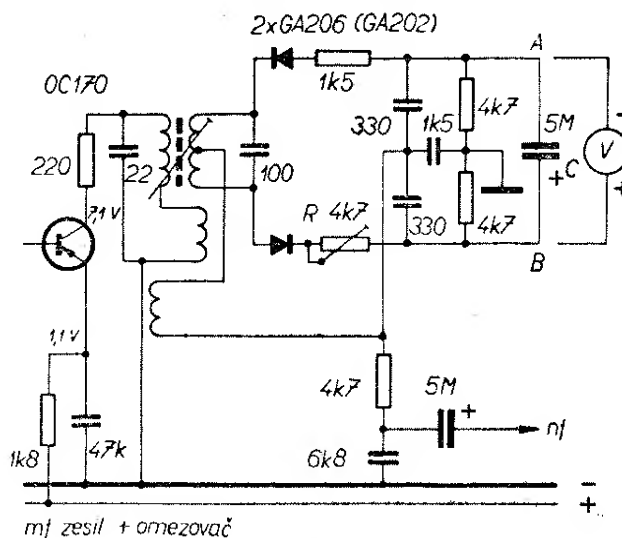 2xGA206 (GA202)
A
OC170
1k5
4k7
330
1k5
5M
220
22
100
V
+
C
+
7,1 V
R
4k7
330
4k7
B
1,1 V
4k7
5M
+
nf
1k8
47k
6k8
-
+
mf zesil + omezovač